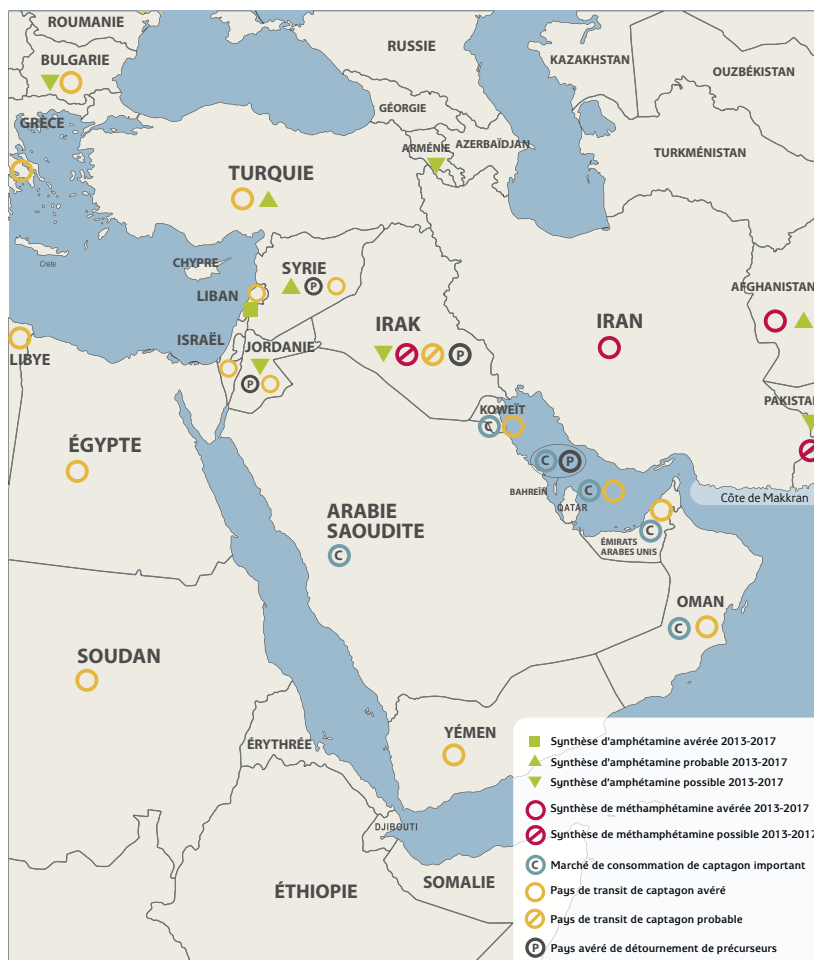 ROUMANIE
RUSSIE
BULGARIE
KAZAKHSTAN
OUZBÉKISTAN
GÉORGIE
GRÈCE
ARMÉNIE
AZERBAÏDJAN
TURKMÉNISTAN
TURQUIE
Crete
CHYPRE
SYRIE
P
LIBAN
AFGHANISTAN
IRAK
IRAN
ISRAËL
JORDANIE
P
LIBYE
P
PAKISTAN
KOWEÏT
C
ÉGYPTE
C
P
BAHREÏN
C
QATAR
Côte de Makkran
ARABIE
SAOUDITE
C
C
ÉMIRATS
ARABES UNIS
OMAN
C
SOUDAN
YÉMEN
ÉRYTHRÉE
DJIBOUTI
ÉTHIOPIE
SOMALIE
Synthèse d'amphétamine avérée 2013-2017
Synthèse d'amphétamine probable 2013-2017
Synthèse d'amphétamine possible 2013-2017
Synthèse de méthamphétamine avérée 2013-2017
Synthèse de méthamphétamine possible 2013-2017
C Marché de consommation de captagon important
Pays de transit de captagon avéré
Pays de transit de captagon probable
P Pays avéré de détournement de précurseurs